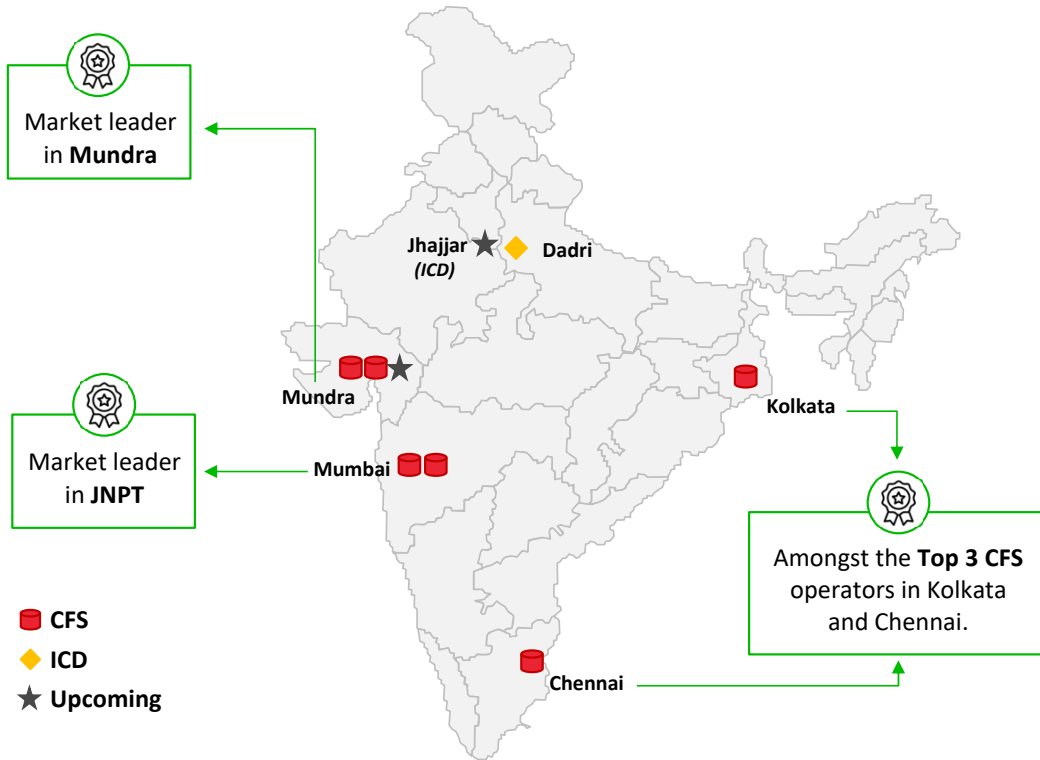 Market leader
in Mundra
Jhajjar
(ICD)
Dadri
Mundra
Kolkata
Market leader
in JNPT
Mumbai
Amongst the Top 3 CFS
operators in Kolkata
and Chennai.
CFS
ICD
Upcoming
Chennai